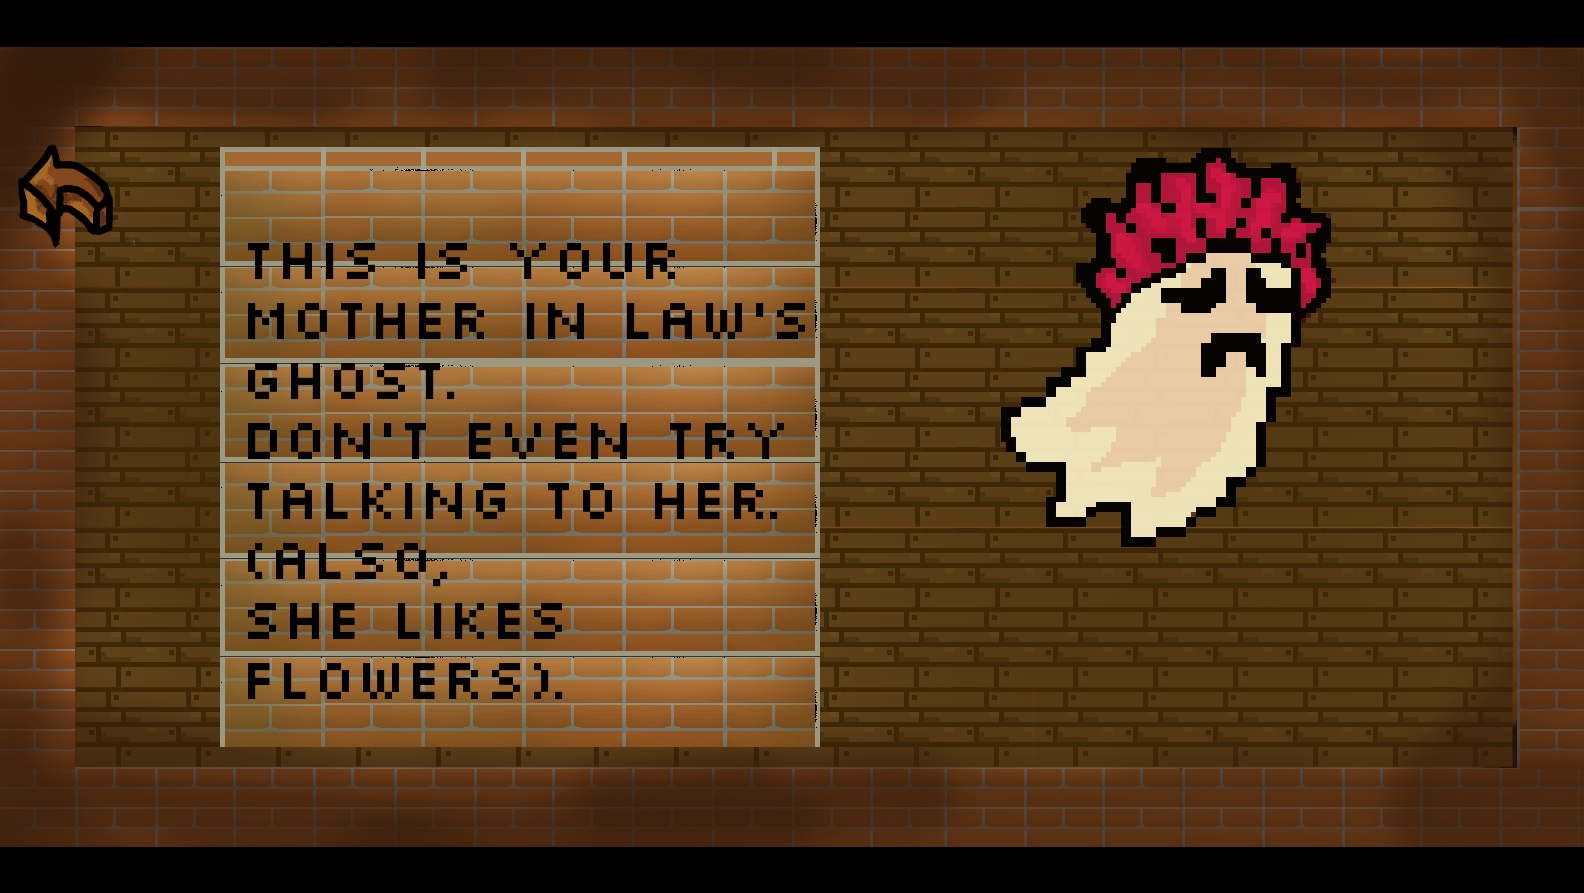 THIS IS YOUR
MOTHER IN LAW'S
GHOST.
DON'T EVEN TRY
TALKING TO HER.
(ALSO,
SHE LIKES
FLOWERS).